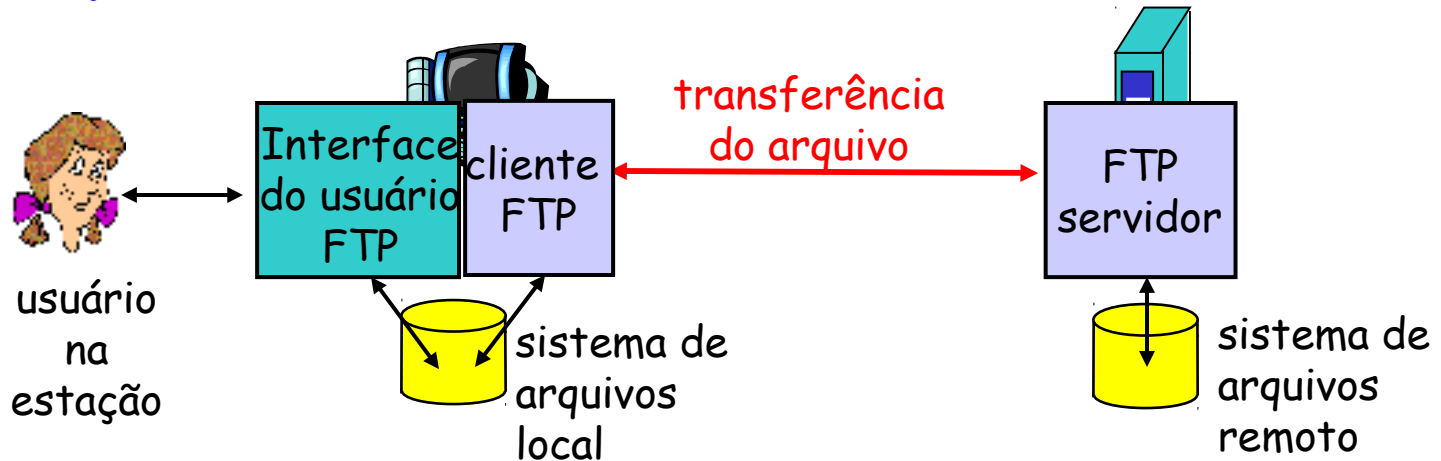 usuário
na
estação
Interface
do usuário
FTP
cliente
FTP
transferência
do arquivo
FTP
servidor
sistema de
arquivos
local
sistema de
arquivos
remoto